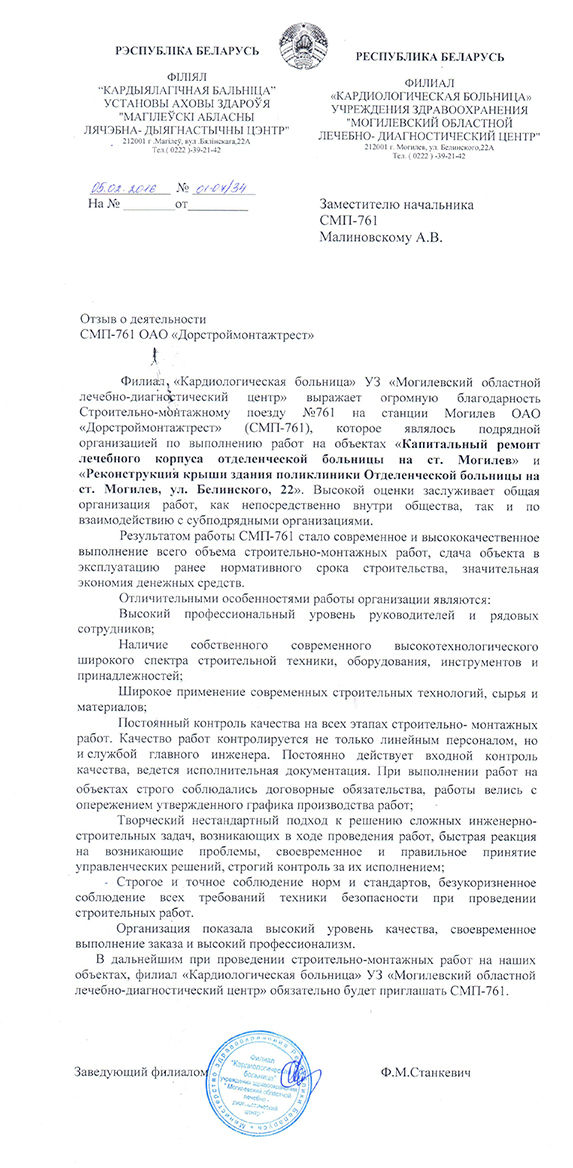 РЭСПУБЛІКА БЕЛАРУСЬ
ФІЛІЯЛ
“КАРДЫЯЛАГІЧНАЯ БАЛЬНІЦА”
УСТАНОВЫ АХОВЫ ЗДАРОЎЯ
"МАГІЛЕЎСКІ АБЛАСНЫ
ЛЯЧЭБНА- ДЫЯГНАСТЫЧНЫ ЦЭНТР"
212001 г .Магілеў, вул .Бялінскага,22А
Тел.( 0222 )-39-21-42
РЕСПУБЛИКА БЕЛАРУСЬ
ФИЛИАЛ
«КАРДИОЛОГИЧЕСКАЯ БОЛЬНИЦА»
УЧРЕЖДЕНИЯ ЗДРАВООХРАНЕНИЯ
"МОГИЛЕВСКИЙ ОБЛАСТНОЙ
ЛЕЧЕБНО- ДИАГНОСТИЧЕСКИЙ ЦЕНТР"
212001 г. Могилев, ул. Белинского,22А
Тел. ( 0222 ) -39-21-42
05.02.2016 № 01-04/34
На № _________от__________
Заместителю начальника
СМП-761
Малиновскому А.В.
Отзыв о деятельности
СМП-761 ОАО «Дорстроймонтажтрест»
Филиал «Кардиологическая больница» УЗ «Могилевский областной
лечебно-диагностический центр» выражает огромную благодарность
Строительно-монтажному поезду №761 на станции Могилев ОАО
«Дорстроймонтажтрест» (СМП-761), которое являлось подрядной
организацией по выполнению работ на объектах «Капитальный ремонт
лечебного корпуса отделенческой больницы на ст. Могилев» и
«Реконструкция крыши здания поликлиники Отделенческой больницы на
ст. Могилев, ул. Белинского, 22». Высокой оценки заслуживает общая
организация работ, как непосредственно внутри общества, так и по
взаимодействию с субподрядными организациями.
Результатом работы СМП-761 стало современное и высококачественное
выполнение всего объема строительно-монтажных работ, сдача объекта в
эксплуатацию ранее нормативного срока строительства, значительная
экономия денежных средств.
Отличительными особенностями работы организации являются:
Высокий профессиональный уровень руководителей и рядовых
сотрудников;
Наличие собственного современного высокотехнологического
широкого спектра строительной техники, оборудования, инструментов и
принадлежностей;
Широкое применение современных строительных технологий, сырья и
материалов;
Постоянный контроль качества на всех этапах строительно- монтажных
работ. Качество работ контролируется не только линейным персоналом, но
и службой главного инженера. Постоянно действует входной контроль
качества, ведется исполнительная документация. При выполнении работ на
объектах строго соблюдались договорные обязательства, работы велись с
опережением утвержденного графика производства работ;
Творческий нестандартный подход к решению сложных инженерно-
строительных задач, возникающих в ходе проведения работ, быстрая реакция
на возникающие проблемы, своевременное и правильное принятие
управленческих решений, строгий контроль за их исполнением;
- Строгое и точное соблюдение норм и стандартов, безукоризненное
соблюдение всех требований техники безопасности при проведении
строительных работ.
Организация показала высокий уровень качества, своевременное
выполнение заказа и высокий профессионализм.
В дальнейшим при проведении строительно-монтажных работ на наших
объектах, филиал «Кардиологическая больница» УЗ «Могилевский областной
лечебно-диагностический центр» обязательно будет приглашать СМП-761.
Заведующий филиалом
Ф.М.Станкевич
Министерство здравоохранения Республики Беларусь
Филиал
"Кардиологическая
больница"
учреждения здравоохранения
"Могилевский областной
лечебно -
диагностический
центр"